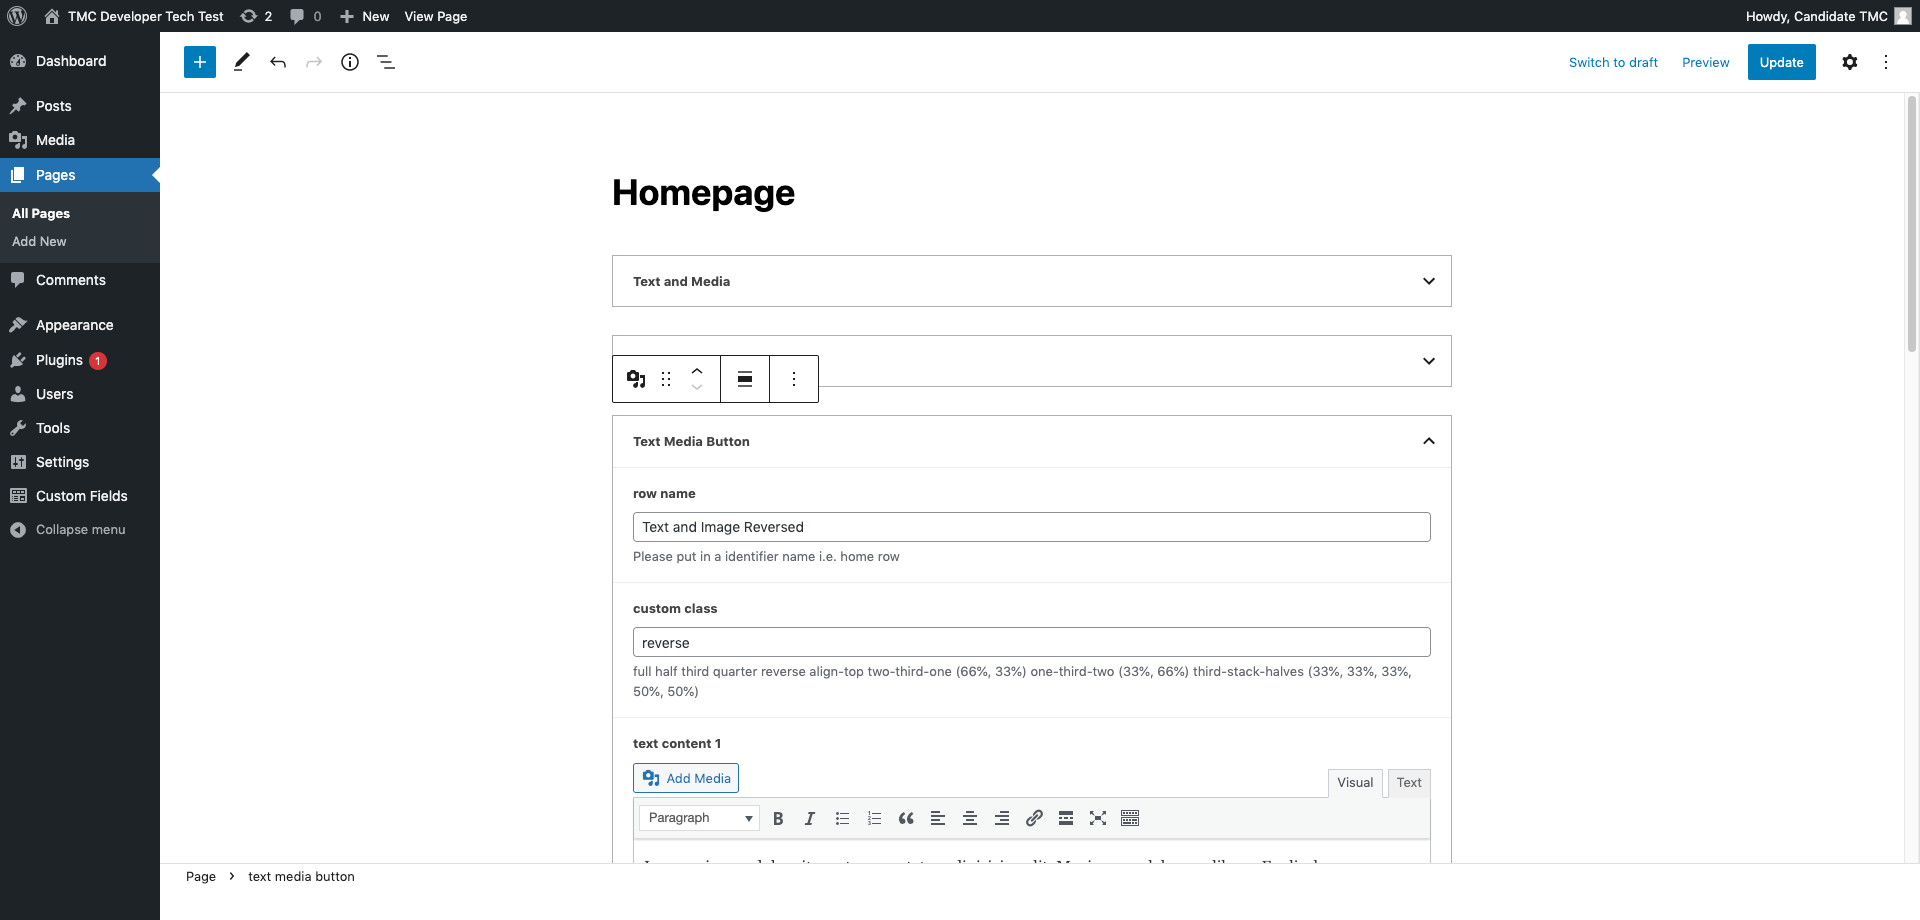 TMC Developer Tech Test 2 0 New View Page Howdy, Candidate TMC
Dashboard
Posts
Media
Pages
All Pages
Add New
Comments
Appearance
Plugins 1
Users
Tools
Settings
Custom Fields
Collapse menu
Switch to draft Preview Update
Homepage
Text and Media
Text Media Button
row name
Text and Image Reversed
Please put in a identifier name i.e. home row
custom class
reverse
full half third quarter reverse align-top two-third-one (66%, 33%) one-third-two (33%, 66%) third-stack-halves (33%, 33%, 33%,
50%, 50%)
text content 1
Add Media
Visual Text
Paragraph
Page › text media button